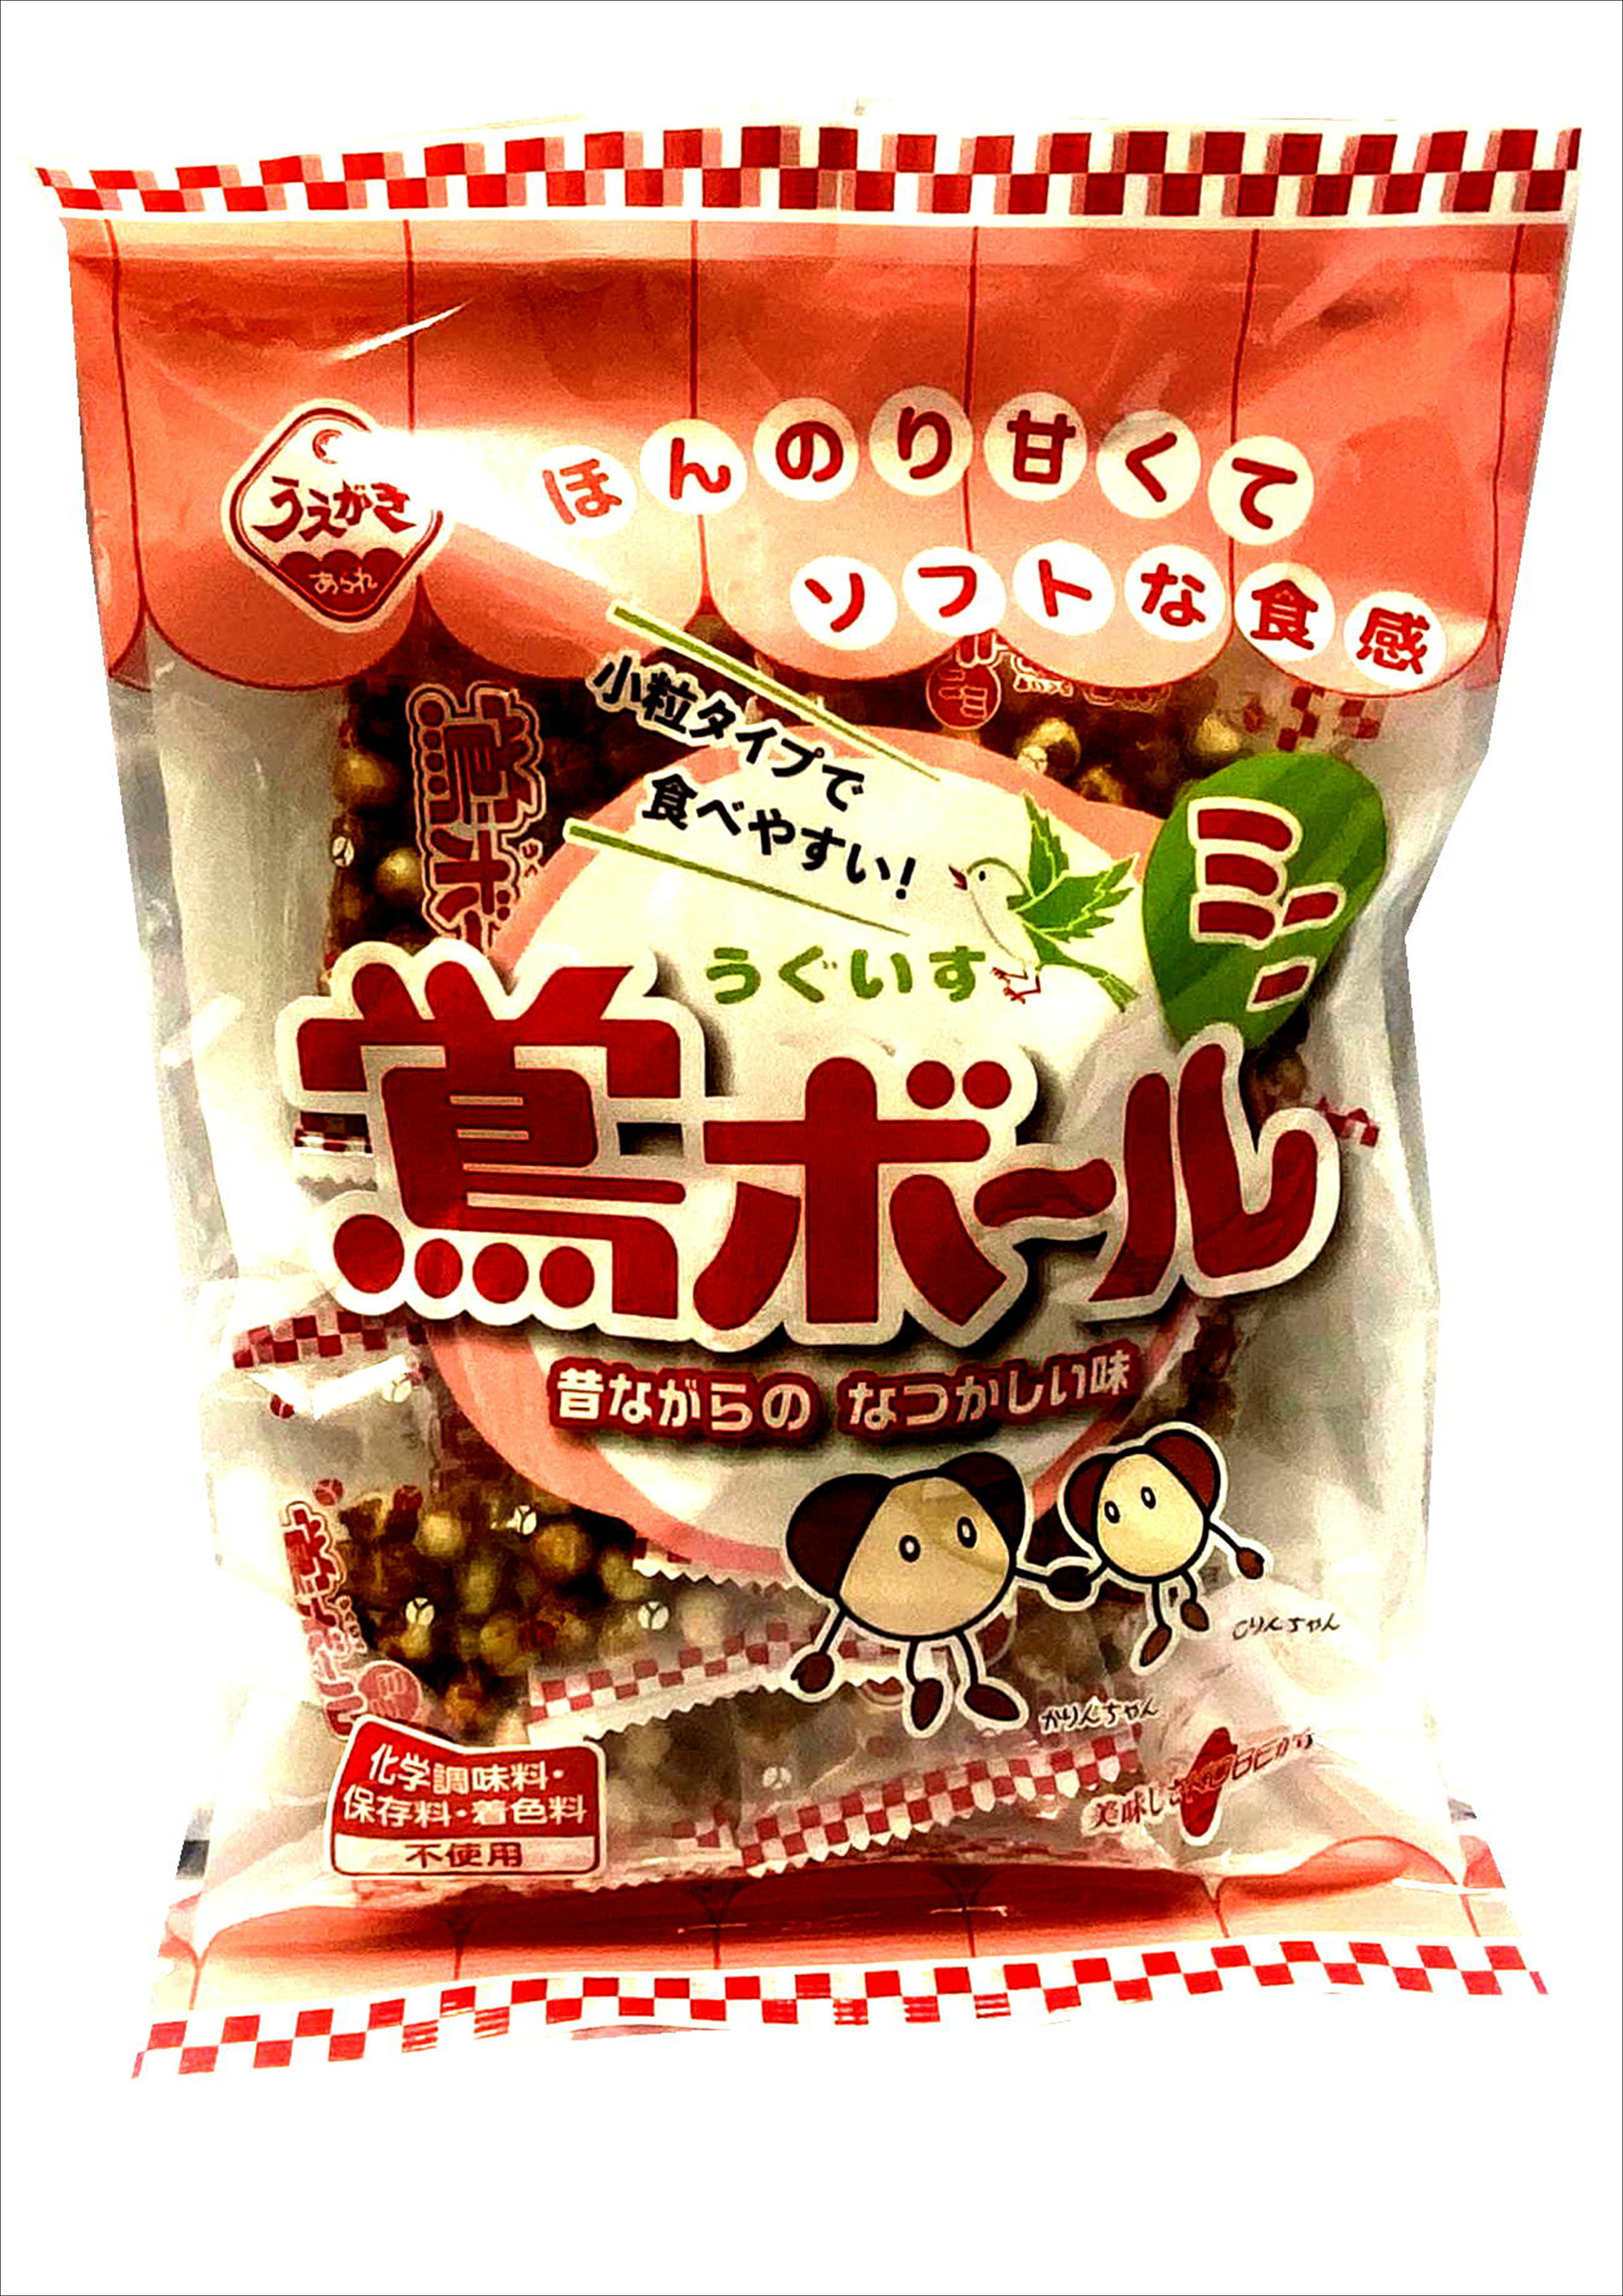 うえがき
あられ
ほんのり甘くて
ソフトな食感
小粒タイプで
食べやすい!
ミニ
うぐいす
鴬ボール
昔ながらの なつかしい味
こりんちゃん
かりんちゃん
化学調味料・
保存料・着色料
不使用